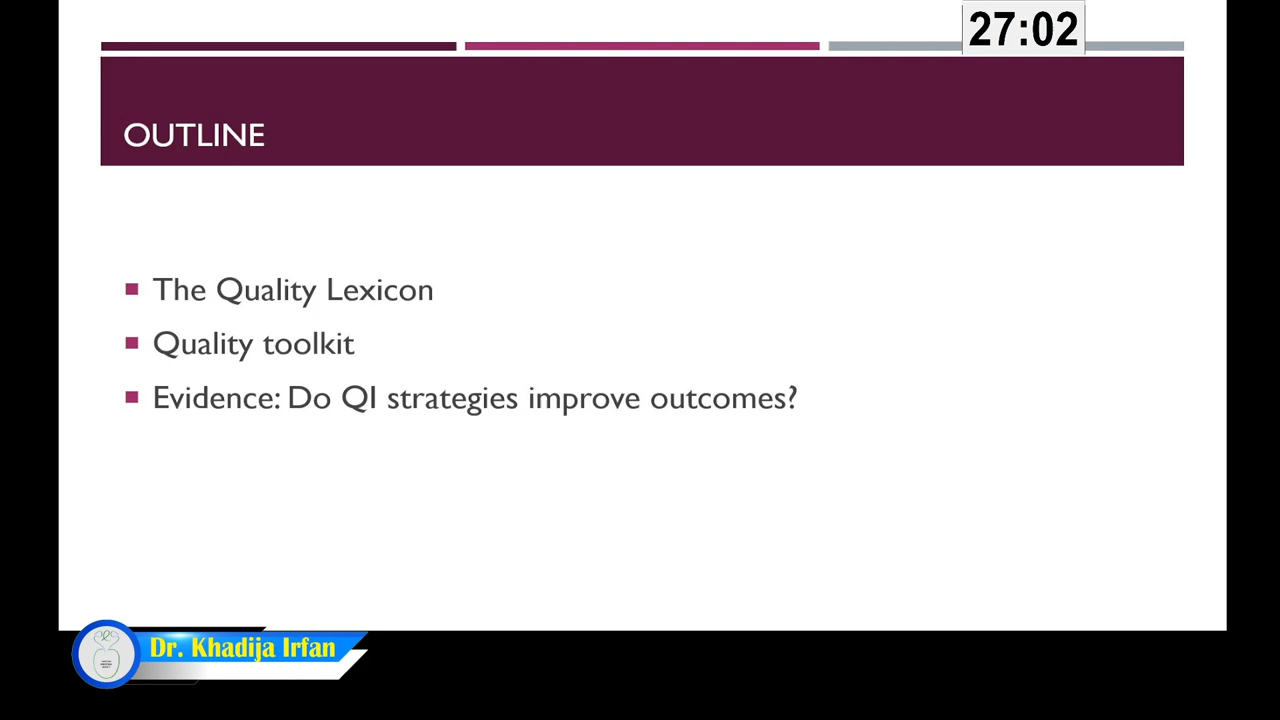 27:02
OUTLINE
The Quality Lexicon
Quality toolkit
Evidence: Do QI strategies improve outcomes?
Dr. Khadija Irfan